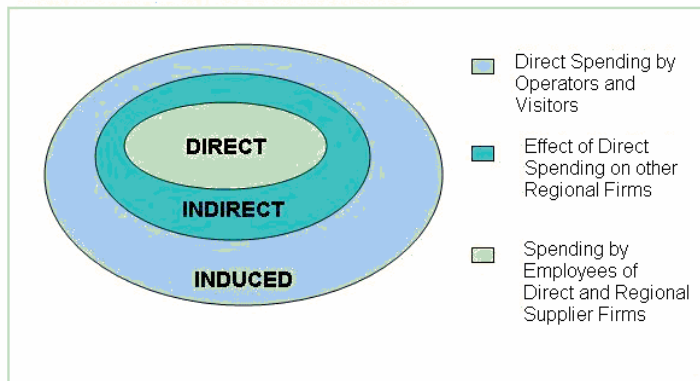 DIRECT
INDIRECT
INDUCED
Direct Spending by
Operators and
Visitors
Effect of Direct
Spending on other
Regional Firms
Spending by
Employees of
Direct and Regional
Supplier Firms